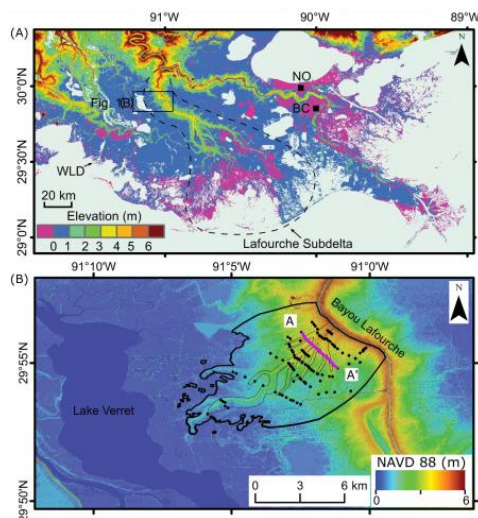 (A)
91°W
90°W
89°W
30°N
29°30'N
29°0'N
N
NO
BC
Fig. 1(B)
WLD
20 km
Elevation (m)
0 1 2 3 4 5 6
Lafourche Subdelta
(B)
91°10'W
91°5'W
91°0'W
29°55'N
29°50'N
N
Bayou Lafourche
A
A'
Lake Verret
0 3 6 km
NAVD 88 (m)
0 6